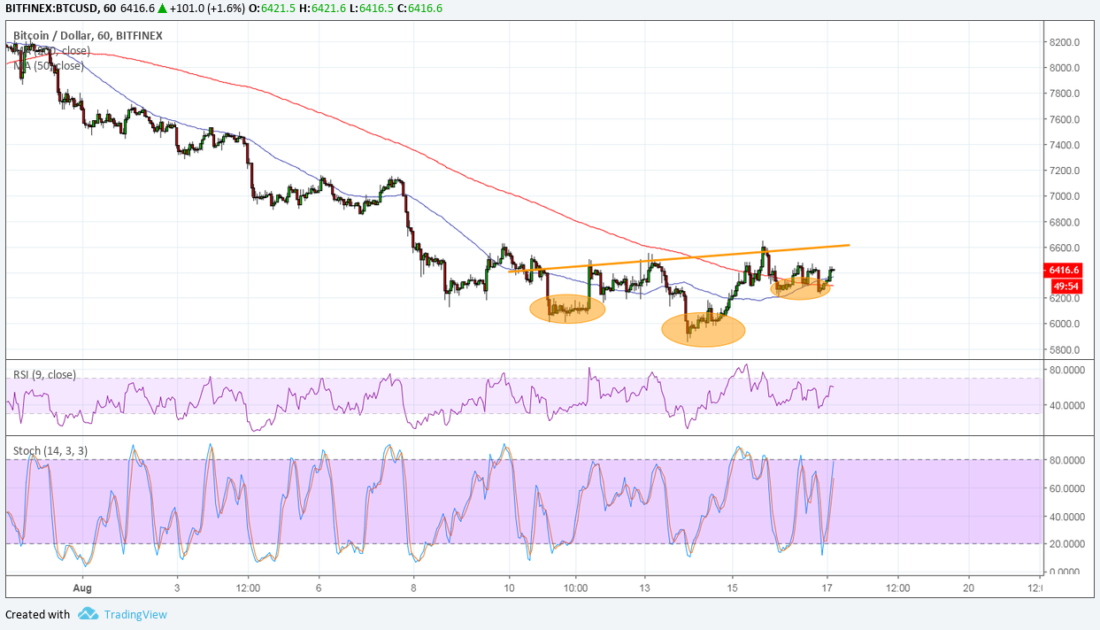 BITFINEX:BTCUSD, 60 6416.6 ▲ +101.0 (+1.6%) O:6421.5 H:6421.6 L:6416.5 C:6416.6
Bitcoin / Dollar, 60, BITFINEX
close)
MA (50, close)
8200.0
8000.0
7800.0
7600.0
7400.0
7200.0
7000.0
6800.0
6600.0
6416.6
49:54
6200.0
6000.0
5800.0
RSI (9, close)
80.0000
40.0000
Stoch (14, 3, 3)
80.0000
60.0000
40.0000
20.0000
0.0000
Aug 3 12:00 6 8 10 10:00 13 15 17 12:00 20
Created with TradingView